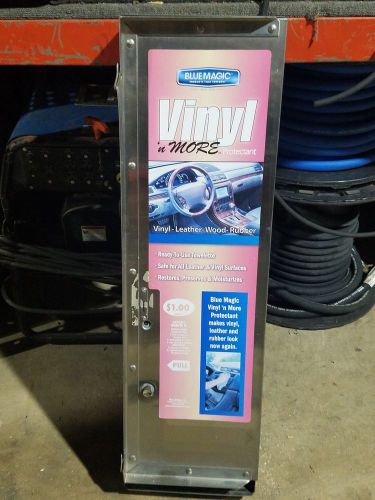 BLUE MAGIC
Vinyl
'n MORE Protectant
Vinyl-Leather-Wood-Rubber
Ready-To-Use Towelette
Safe for All Leather & Vinyl Surfaces
Restores, Preserves & Moisturizes
$1.00
Blue Magic
Vinyl 'n More
Protectant
makes vinyl,
leather and
rubber look
new again.
PULL